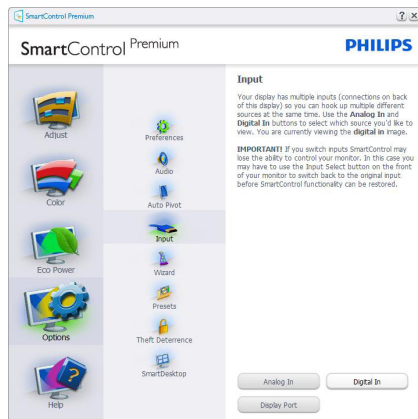 SmartControl Premium
SmartControl Premium
PHILIPS
Adjust
Color
Eco Power
Options
Help
Preferences
Audio
Auto Pivot
Input
Wizard
Presets
Theft Deterrence
SmartDesktop
Input
Your display has multiple inputs (connections on back
of this display) so you can hook up multiple different
sources at the same time. Use the Analog In and
Digital In buttons to select which source you'd like to
view. You are currently viewing the digital in image.
IMPORTANT! If you switch inputs SmartControl may
lose the ability to control your monitor. In this case you
may have to use the Input Select button on the front
of your monitor to switch back to the original input
before SmartControl functionality can be restored.
Analog In
Digital In
Display Port